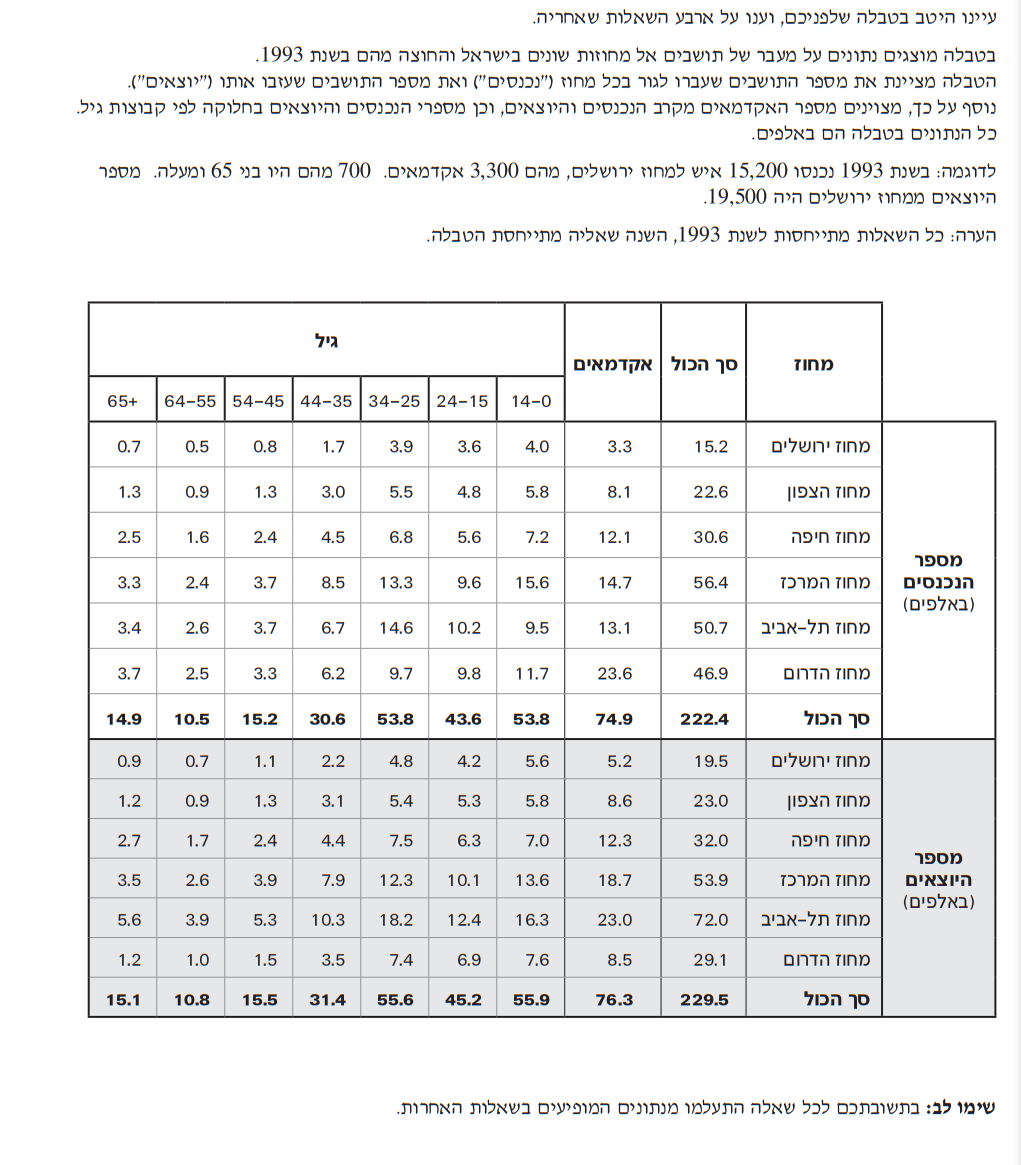 עיינו היטב בטבלה שלפניכם, וענו על ארבע השאלות שאחריה.
בטבלה מוצגים נתונים על מעבר של תושבים אל מחוזות שונים בישראל והחוצה מהם בשנת 1993.
הטבלה מציינת את מספר התושבים שעברו לגור בכל מחוז ("נכנסים") ואת מספר התושבים שעזבו אותו ("יוצאים").
נוסף על כך, מצוינים מספר האקדמאים מקרב הנכנסים והיוצאים, וכן מספרי הנכנסים והיוצאים בחלוקה לפי קבוצות גיל.
כל הנתונים בטבלה הם באלפים.
לדוגמה: בשנת 1993 נכנסו 15,200 איש למחוז ירושלים, מהם 3,300 אקדמאים. 700 מהם היו בני 65 ומעלה. מספר
היוצאים ממחוז ירושלים היה 19,500.
הערה: כל השאלות מתייחסות לשנת 1993, השנה שאליה מתייחסת הטבלה.
מחוז סך הכול אקדמאים גיל
14–0 24–15 34–25 44–35 54–45 64–55 65+
מספר הנכנסים (באלפים)
מחוז ירושלים 15.2 3.3 4.0 3.6 3.9 1.7 0.8 0.5 0.7
מחוז הצפון 22.6 8.1 5.8 4.8 5.5 3.0 1.3 0.9 1.3
מחוז חיפה 30.6 12.1 7.2 5.6 6.8 4.5 2.4 1.6 2.5
מחוז המרכז 56.4 14.7 15.6 9.6 13.3 8.5 3.7 2.4 3.3
מחוז תל–אביב 50.7 13.1 9.5 10.2 14.6 6.7 3.7 2.6 3.4
מחוז הדרום 46.9 23.6 11.7 9.8 9.7 6.2 3.3 2.5 3.7
סך הכול 222.4 74.9 53.8 43.6 53.8 30.6 15.2 10.5 14.9
מספר היוצאים (באלפים)
מחוז ירושלים 19.5 5.2 5.6 4.2 4.8 2.2 1.1 0.7 0.9
מחוז הצפון 23.0 8.6 5.8 5.3 5.4 3.1 1.3 0.9 1.2
מחוז חיפה 32.0 12.3 7.0 6.3 7.5 4.4 2.4 1.7 2.7
מחוז המרכז 53.9 18.7 13.6 10.1 12.3 7.9 3.9 2.6 3.5
מחוז תל–אביב 72.0 23.0 16.3 12.4 18.2 10.3 5.3 3.9 5.6
מחוז הדרום 29.1 8.5 7.6 6.9 7.4 3.5 1.5 1.0 1.2
סך הכול 229.5 76.3 55.9 45.2 55.6 31.4 15.5 10.8 15.1
שימו לב: בתשובתכם לכל שאלה התעלמו מנתונים המופיעים בשאלות האחרות.